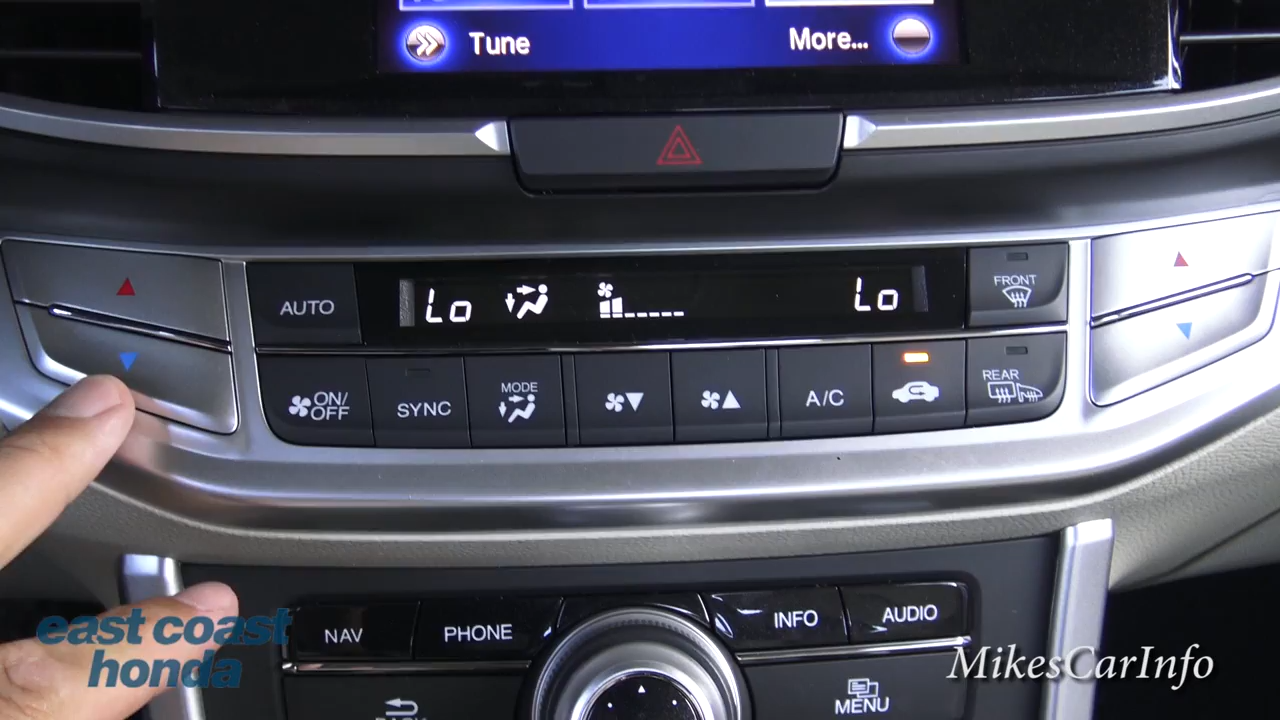 Tune
More...
AUTO
Lo
Lo
FRONT
ON/
OFF
SYNC
MODE
A/C
REAR
NAV
PHONE
INFO
AUDIO
BACK
MENU
east coast
honda
MikesCarInfo